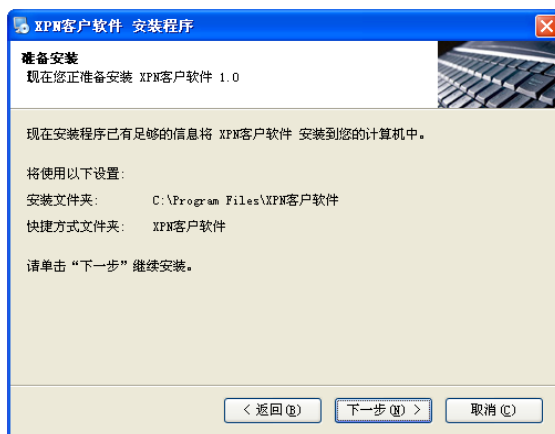 XPN客户软件 安装程序
准备安装
现在您正准备安装 XPN客户软件 1.0
现在安装程序已有足够的信息将 XPN客户软件 安装到您的计算机中。
将使用以下设置:
安装文件夹: C:\Program Files\XPN客户软件
快捷方式文件夹: XPN客户软件
请单击“下一步”继续安装。
< 返回(B) 下一步(N) > 取消(C)